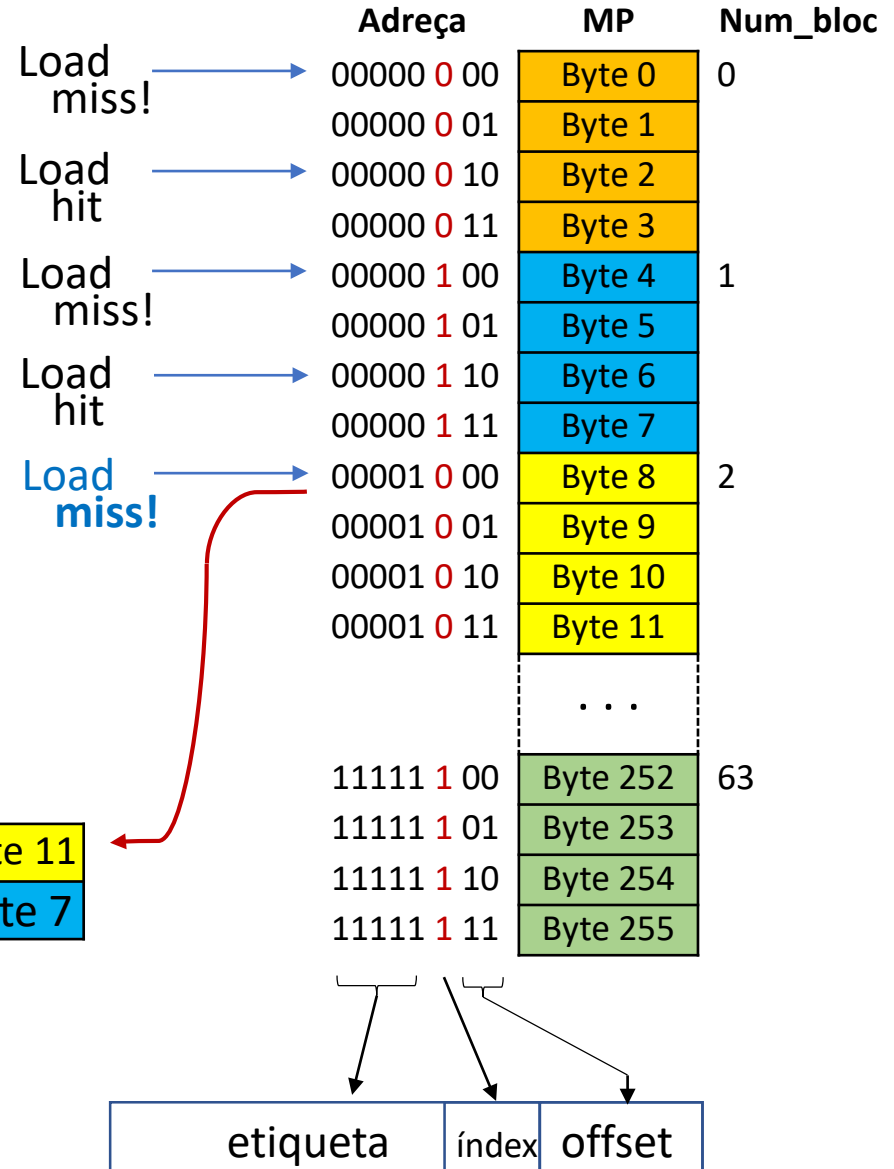 Adreça MP Num_bloc
Load miss! 00000 0 00 Byte 0 0
00000 0 01 Byte 1
Load hit 00000 0 10 Byte 2
00000 0 11 Byte 3
Load miss! 00000 1 00 Byte 4 1
00000 1 01 Byte 5
Load hit 00000 1 10 Byte 6
00000 1 11 Byte 7
Load miss! 00001 0 00 Byte 8 2
00001 0 01 Byte 9
00001 0 10 Byte 10
00001 0 11 Byte 11
. . .
11111 1 00 Byte 252 63
11111 1 01 Byte 253
te 11
11111 1 10 Byte 254
te 7
11111 1 11 Byte 255
etiqueta índex offset